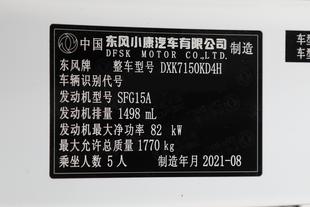 中国 东风小康汽车有限公司 制造
DFSK MOTOR CO.,LTD.
东风牌 整车型号 DXK7150KD4H
车辆识别代号
发动机型号 SFG15A
发动机排量 1498 mL
发动机最大净功率 82 kW
最大允许总质量 1770 kg
乘坐人数 5 人 制造年月 2021-08
车型
车型